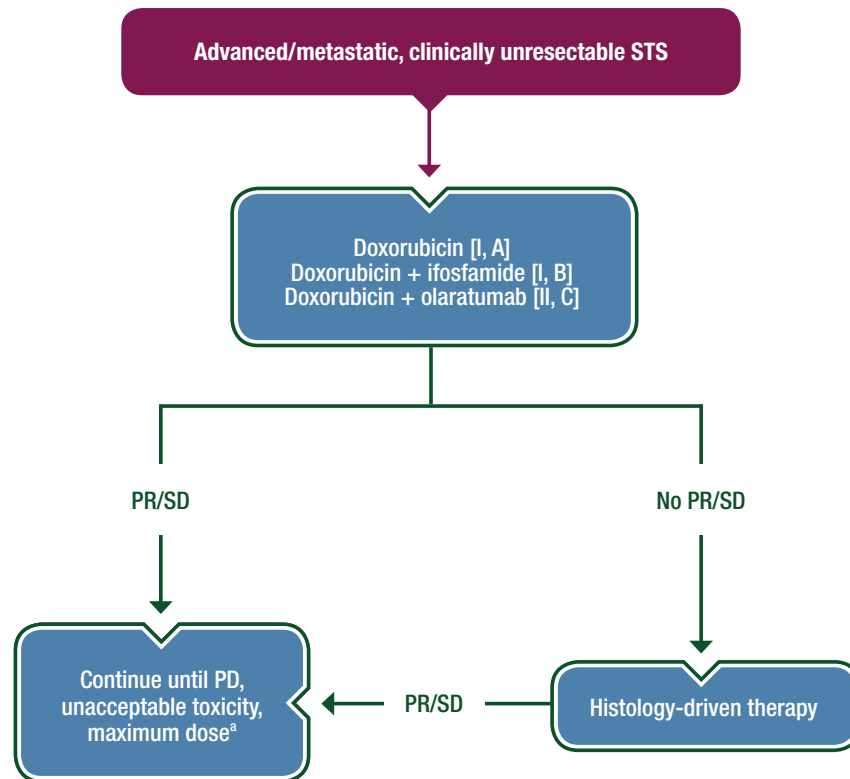 Advanced/metastatic, clinically unresectable STS
Doxorubicin [I, A]
Doxorubicin + ifosfamide [I, B]
Doxorubicin + olaratumab [II, C]
PR/SD
No PR/SD
Continue until PD,
unacceptable toxicity,
maximum doseᵃ
PR/SD
Histology-driven therapy